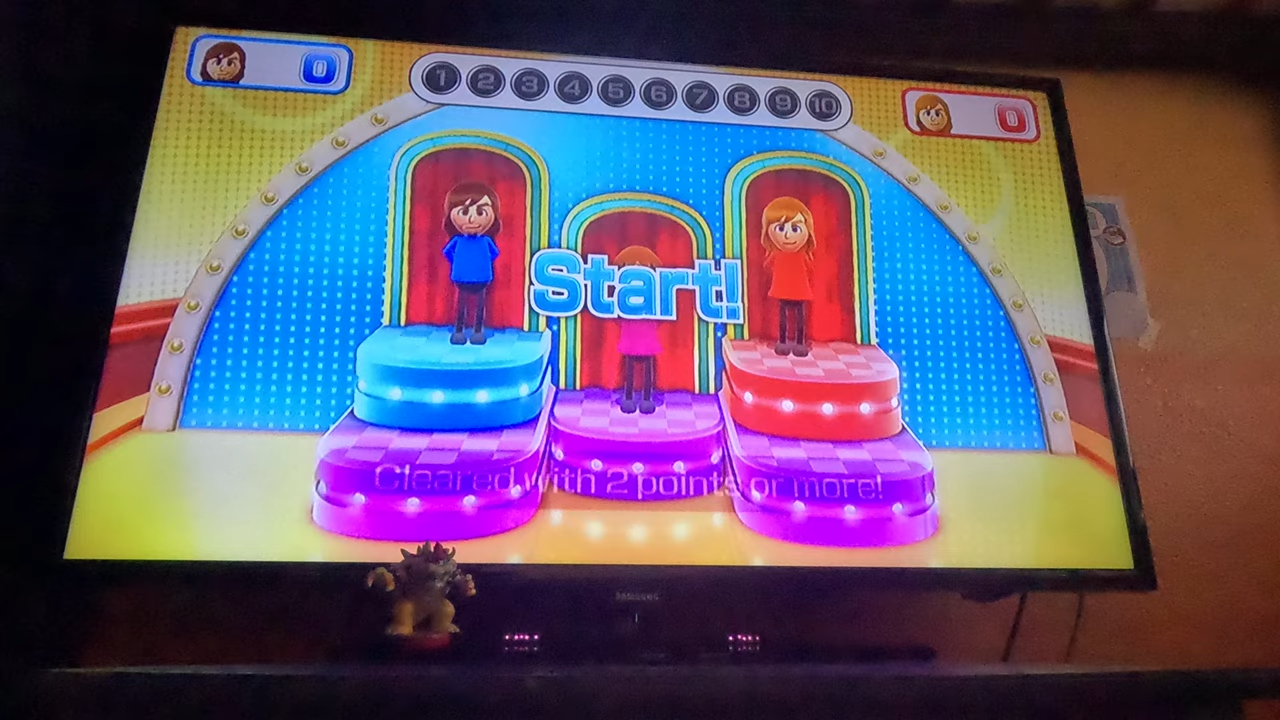 0
1 2 3 4 5 6 7 8 9 10
0
Start!
Cleared with 2 points or more!
SAMSUNG